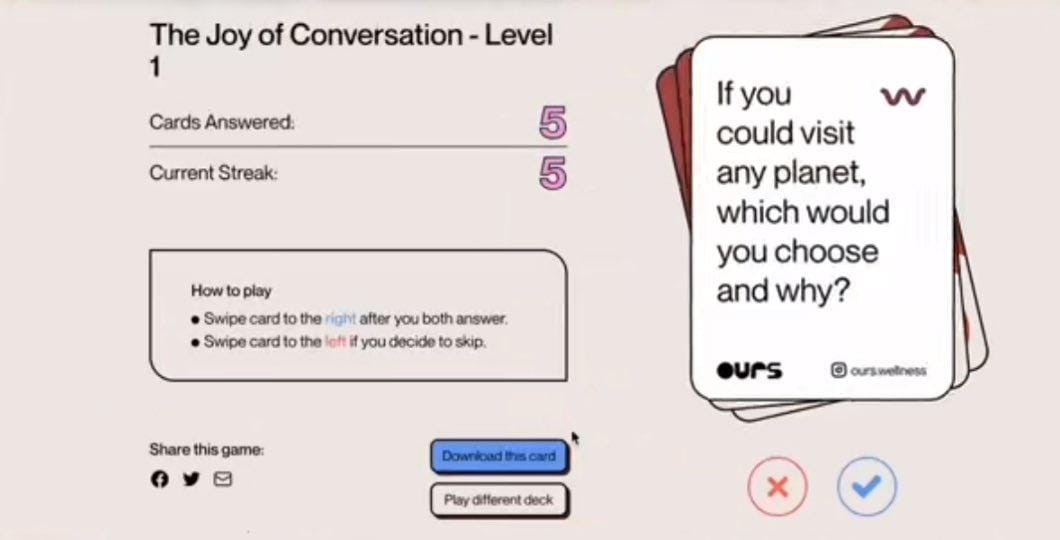 The Joy of Conversation - Level
1
Cards Answered:
5
Current Streak:
5
How to play
● Swipe card to the right after you both answer.
● Swipe card to the left if you decide to skip.
Share this game:
Download this card
Play different deck
If you
could visit
any planet,
which would
you choose
and why?
OURS
ours.wellness